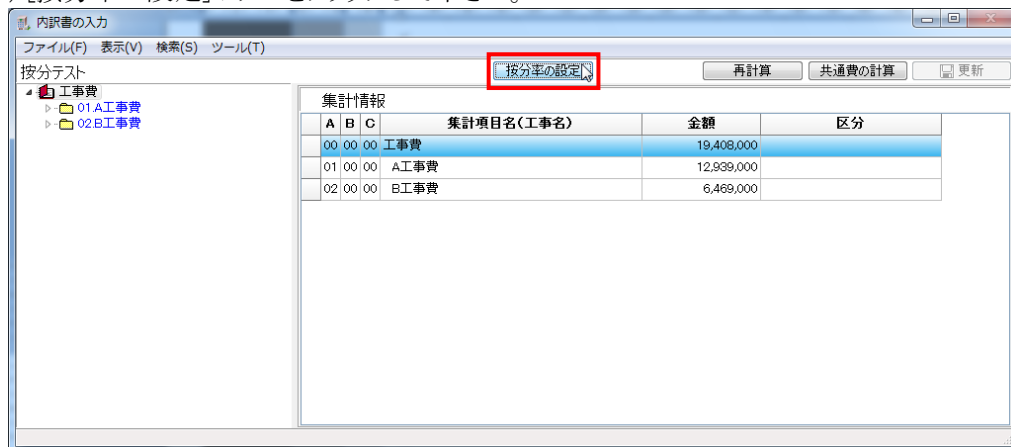 内訳書の入力
ファイル(F) 表示(V) 検索(S) ツール(T)
按分テスト 按分率の設定 再計算 共通費の計算 更新
工事費
01.A工事費
02.B工事費
集計情報
A B C 集計項目名(工事名) 金額 区分
00 00 00 工事費 19,408,000
01 00 00 A工事費 12,939,000
02 00 00 B工事費 6,469,000